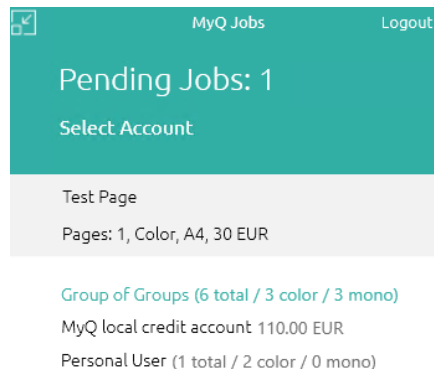 MyQ Jobs Logout
Pending Jobs: 1
Select Account
Test Page
Pages: 1, Color, A4, 30 EUR
Group of Groups (6 total / 3 color / 3 mono)
MyQ local credit account 110.00 EUR
Personal User (1 total / 2 color / 0 mono)